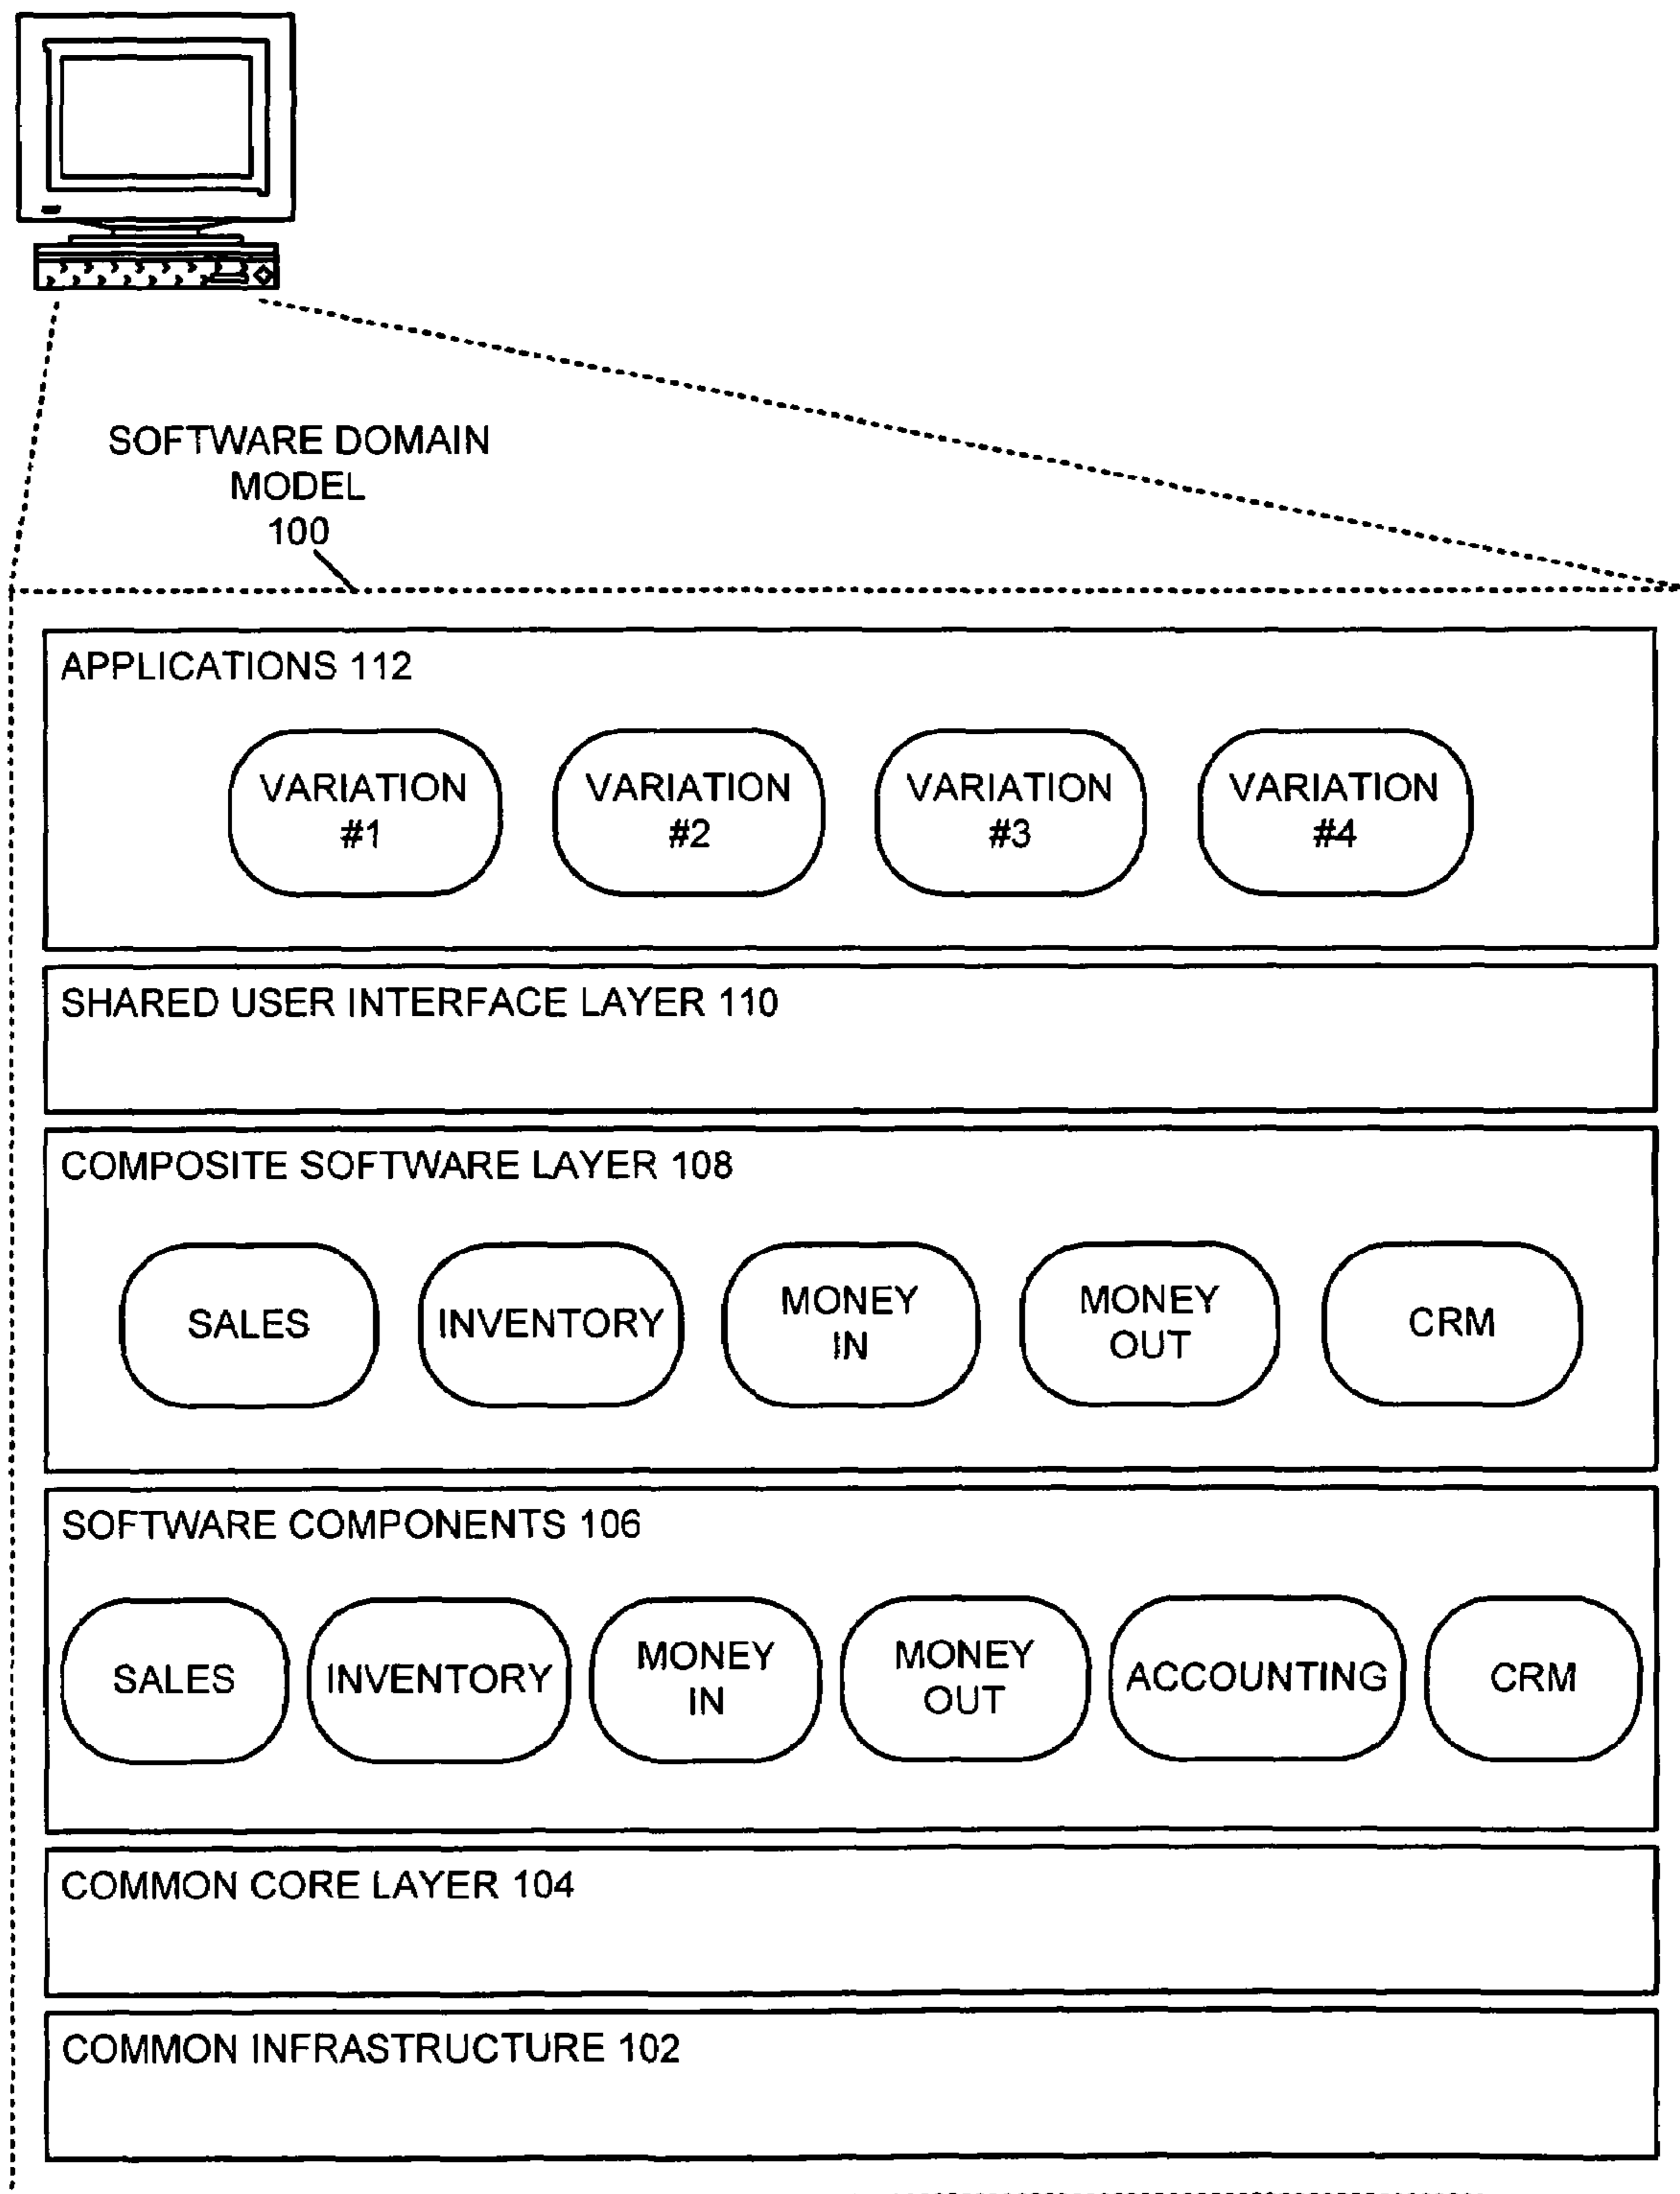 SOFTWARE DOMAIN
MODEL
100
APPLICATIONS 112
VARIATION
#1
VARIATION
#2
VARIATION
#3
VARIATION
#4
SHARED USER INTERFACE LAYER 110
COMPOSITE SOFTWARE LAYER 108
SALES
INVENTORY
MONEY
IN
MONEY
OUT
CRM
SOFTWARE COMPONENTS 106
SALES
INVENTORY
MONEY
IN
MONEY
OUT
ACCOUNTING
CRM
COMMON CORE LAYER 104
COMMON INFRASTRUCTURE 102